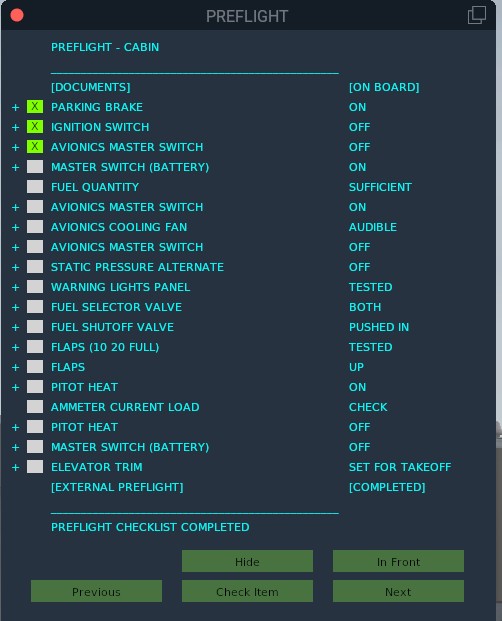 PREFLIGHT
PREFLIGHT - CABIN
[DOCUMENTS] [ON BOARD]
+ X PARKING BRAKE ON
+ X IGNITION SWITCH OFF
+ X AVIONICS MASTER SWITCH OFF
+ MASTER SWITCH (BATTERY) ON
FUEL QUANTITY SUFFICIENT
+ AVIONICS MASTER SWITCH ON
+ AVIONICS COOLING FAN AUDIBLE
+ AVIONICS MASTER SWITCH OFF
+ STATIC PRESSURE ALTERNATE OFF
+ WARNING LIGHTS PANEL TESTED
+ FUEL SELECTOR VALVE BOTH
+ FUEL SHUTOFF VALVE PUSHED IN
+ FLAPS (10 20 FULL) TESTED
+ FLAPS UP
+ PITOT HEAT ON
AMMETER CURRENT LOAD CHECK
+ PITOT HEAT OFF
+ MASTER SWITCH (BATTERY) OFF
+ ELEVATOR TRIM SET FOR TAKEOFF
[EXTERNAL PREFLIGHT] [COMPLETED]
PREFLIGHT CHECKLIST COMPLETED
Hide In Front
Previous Check Item Next